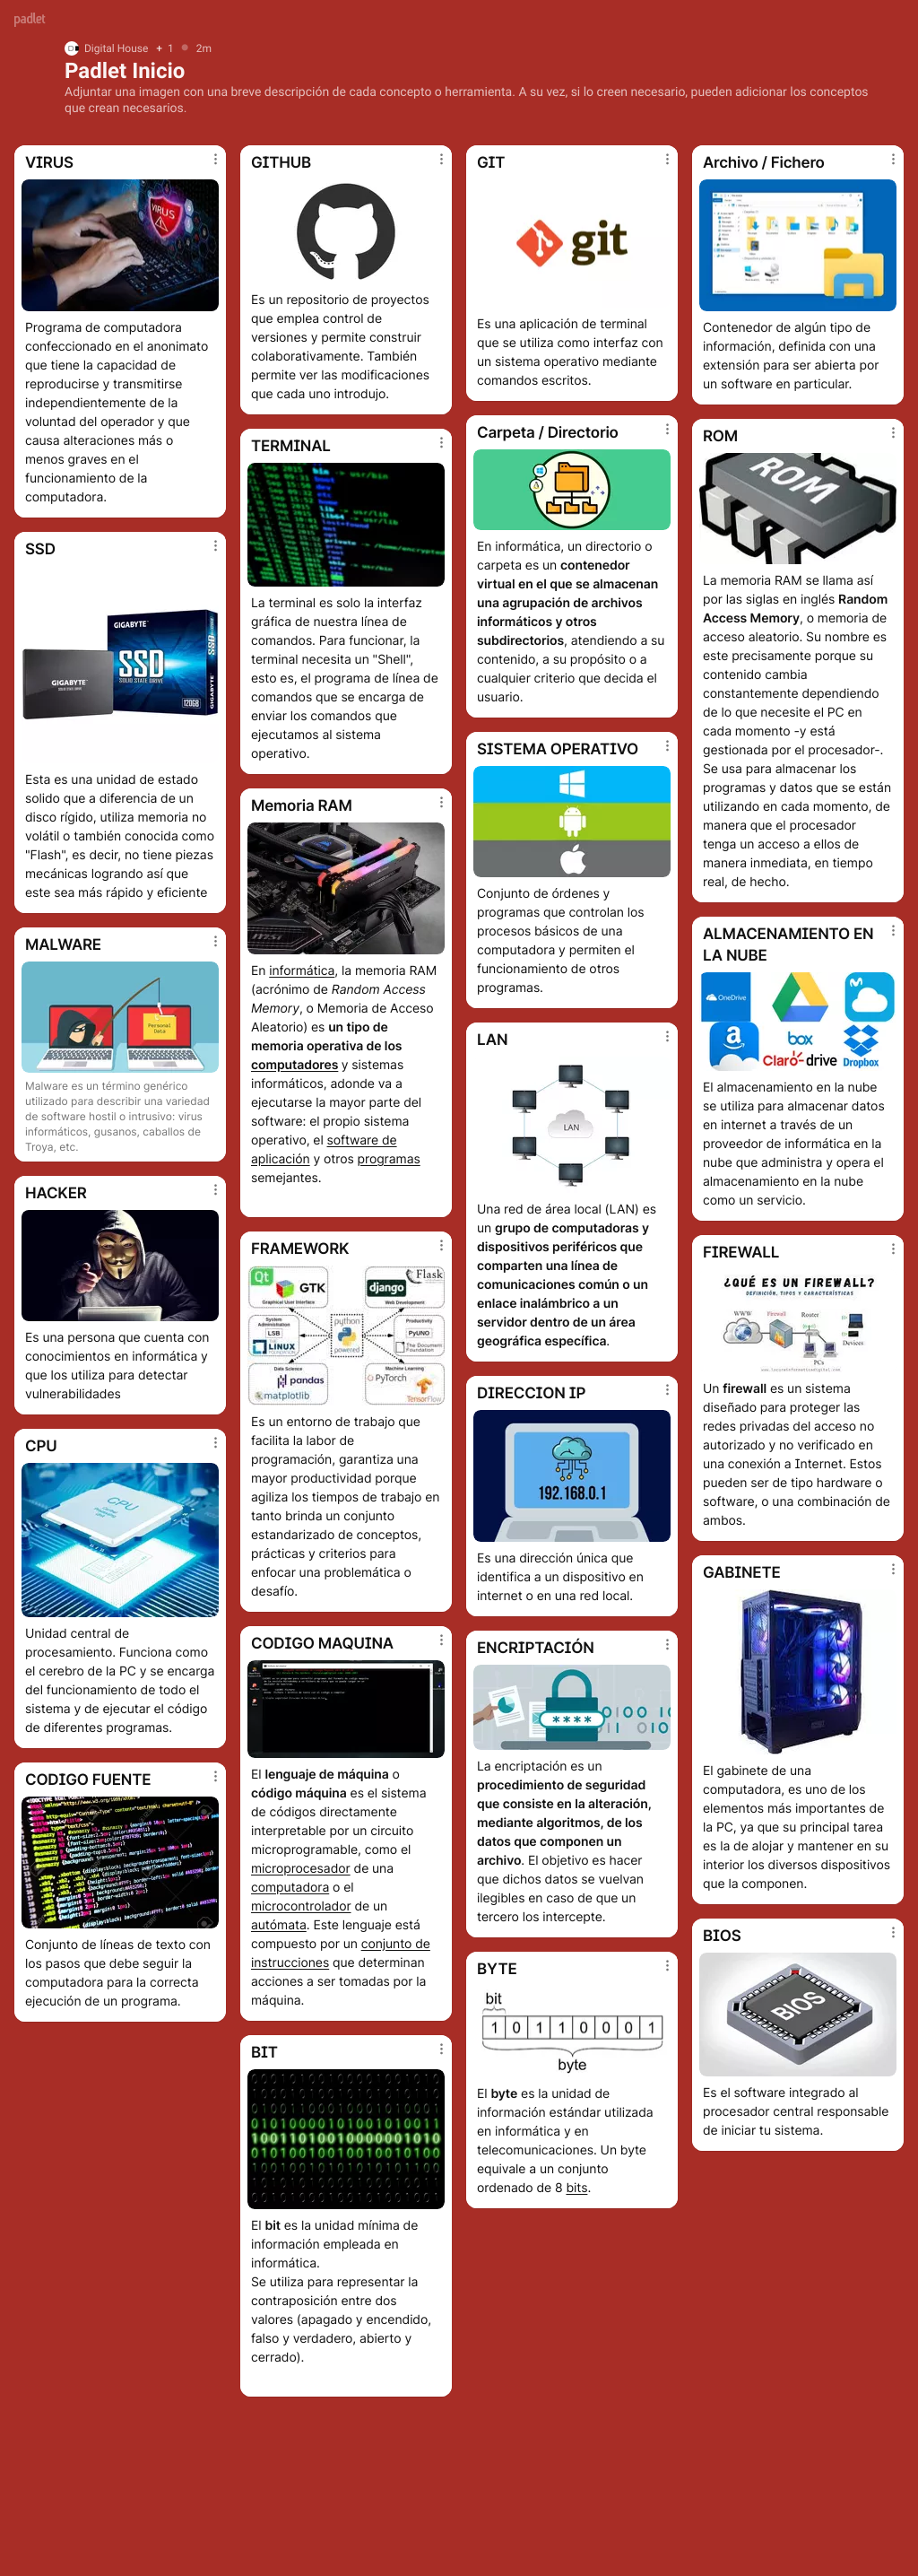 padlet
Digital House + 1 2m
Padlet Inicio
Adjuntar una imagen con una breve descripción de cada concepto o herramienta. A su vez, si lo creen necesario, pueden adicionar los conceptos
que crean necesarios.
VIRUS
VIRUS
Programa de computadora
confeccionado en el anonimato
que tiene la capacidad de
reproducirse y transmitirse
independientemente de la
voluntad del operador y que
causa alteraciones más o
menos graves en el
funcionamiento de la
computadora.
SSD
GIGABYTE
SSD
SOLID STATE DRIVE
GIGABYTE
120GB
SSD
GIGABYTE
Esta es una unidad de estado
solido que a diferencia de un
disco rígido, utiliza memoria no
volátil o también conocida como
"Flash", es decir, no tiene piezas
mecánicas logrando así que
este sea más rápido y eficiente
MALWARE
Personal
Data
Malware es un término genérico
utilizado para describir una variedad
de software hostil o intrusivo: virus
informáticos, gusanos, caballos de
Troya, etc.
HACKER
Es una persona que cuenta con
conocimientos en informática y
que los utiliza para detectar
vulnerabilidades
CPU
CPU
Unidad central de
procesamiento. Funciona como
el cerebro de la PC y se encarga
del funcionamiento de todo el
sistema y de ejecutar el código
de diferentes programas.
CODIGO FUENTE
Conjunto de líneas de texto con
los pasos que debe seguir la
computadora para la correcta
ejecución de un programa.
GITHUB
Es un repositorio de proyectos
que emplea control de
versiones y permite construir
colaborativamente. También
permite ver las modificaciones
que cada uno introdujo.
TERMINAL
La terminal es solo la interfaz
gráfica de nuestra línea de
comandos. Para funcionar, la
terminal necesita un "Shell",
esto es, el programa de línea de
comandos que se encarga de
enviar los comandos que
ejecutamos al sistema
operativo.
Memoria RAM
En informática, la memoria RAM
(acrónimo de Random Access
Memory, o Memoria de Acceso
Aleatorio) es un tipo de
memoria operativa de los
computadores y sistemas
informáticos, adonde va a
ejecutarse la mayor parte del
software: el propio sistema
operativo, el software de
aplicación y otros programas
semejantes.
FRAMEWORK
Qt GTK
Graphical User Interface
django Flask
Web Development
System
Administration
LSB
LINUX
python
powered
Productivity
PyUNO
The Document
Foundation
Data Science
pandas
matplotlib
Machine Learning
PyTorch
TensorFlow
Es un entorno de trabajo que
facilita la labor de
programación, garantiza una
mayor productividad porque
agiliza los tiempos de trabajo en
tanto brinda un conjunto
estandarizado de conceptos,
prácticas y criterios para
enfocar una problemática o
desafío.
CODIGO MAQUINA
El lenguaje de máquina o
código máquina es el sistema
de códigos directamente
interpretable por un circuito
microprogramable, como el
microprocesador de una
computadora o el
microcontrolador de un
autómata. Este lenguaje está
compuesto por un conjunto de
instrucciones que determinan
acciones a ser tomadas por la
máquina.
BIT
El bit es la unidad mínima de
información empleada en
informática.
Se utiliza para representar la
contraposición entre dos
valores (apagado y encendido,
falso y verdadero, abierto y
cerrado).
GIT
git
Es una aplicación de terminal
que se utiliza como interfaz con
un sistema operativo mediante
comandos escritos.
Carpeta / Directorio
En informática, un directorio o
carpeta es un contenedor
virtual en el que se almacenan
una agrupación de archivos
informáticos y otros
subdirectorios, atendiendo a su
contenido, a su propósito o a
cualquier criterio que decida el
usuario.
SISTEMA OPERATIVO
Conjunto de órdenes y
programas que controlan los
procesos básicos de una
computadora y permiten el
funcionamiento de otros
programas.
LAN
LAN
Una red de área local (LAN) es
un grupo de computadoras y
dispositivos periféricos que
comparten una línea de
comunicaciones común o un
enlace inalámbrico a un
servidor dentro de un área
geográfica específica.
DIRECCION IP
192.168.0.1
Es una dirección única que
identifica a un dispositivo en
internet o en una red local.
ENCRIPTACIÓN
****
La encriptación es un
procedimiento de seguridad
que consiste en la alteración,
mediante algoritmos, de los
datos que componen un
archivo. El objetivo es hacer
que dichos datos se vuelvan
ilegibles en caso de que un
tercero los intercepte.
BYTE
bit
1 0 1 1 0 0 0 1
byte
El byte es la unidad de
información estándar utilizada
en informática y en
telecomunicaciones. Un byte
equivale a un conjunto
ordenado de 8 bits.
Archivo / Fichero
Contenedor de algún tipo de
información, definida con una
extensión para ser abierta por
un software en particular.
ROM
ROM
La memoria RAM se llama así
por las siglas en inglés Random
Access Memory, o memoria de
acceso aleatorio. Su nombre es
este precisamente porque su
contenido cambia
constantemente dependiendo
de lo que necesite el PC en
cada momento -y está
gestionada por el procesador-.
Se usa para almacenar los
programas y datos que se están
utilizando en cada momento, de
manera que el procesador
tenga un acceso a ellos de
manera inmediata, en tiempo
real, de hecho.
ALMACENAMIENTO EN
LA NUBE
OneDrive
box
Claro-drive
Dropbox
El almacenamiento en la nube
se utiliza para almacenar datos
en internet a través de un
proveedor de informática en la
nube que administra y opera el
almacenamiento en la nube
como un servicio.
FIREWALL
¿QUÉ ES UN FIREWALL?
DEFINICIÓN, TIPOS Y CARACTERÍSTICAS
WWW Firewall Router
Devices
PCs
Un firewall es un sistema
diseñado para proteger las
redes privadas del acceso no
autorizado y no verificado en
una conexión a Internet. Estos
pueden ser de tipo hardware o
software, o una combinación de
ambos.
GABINETE
El gabinete de una
computadora, es uno de los
elementos más importantes de
la PC, ya que su principal tarea
es la de alojar y mantener en su
interior los diversos dispositivos
que la componen.
BIOS
BIOS
Es el software integrado al
procesador central responsable
de iniciar tu sistema.